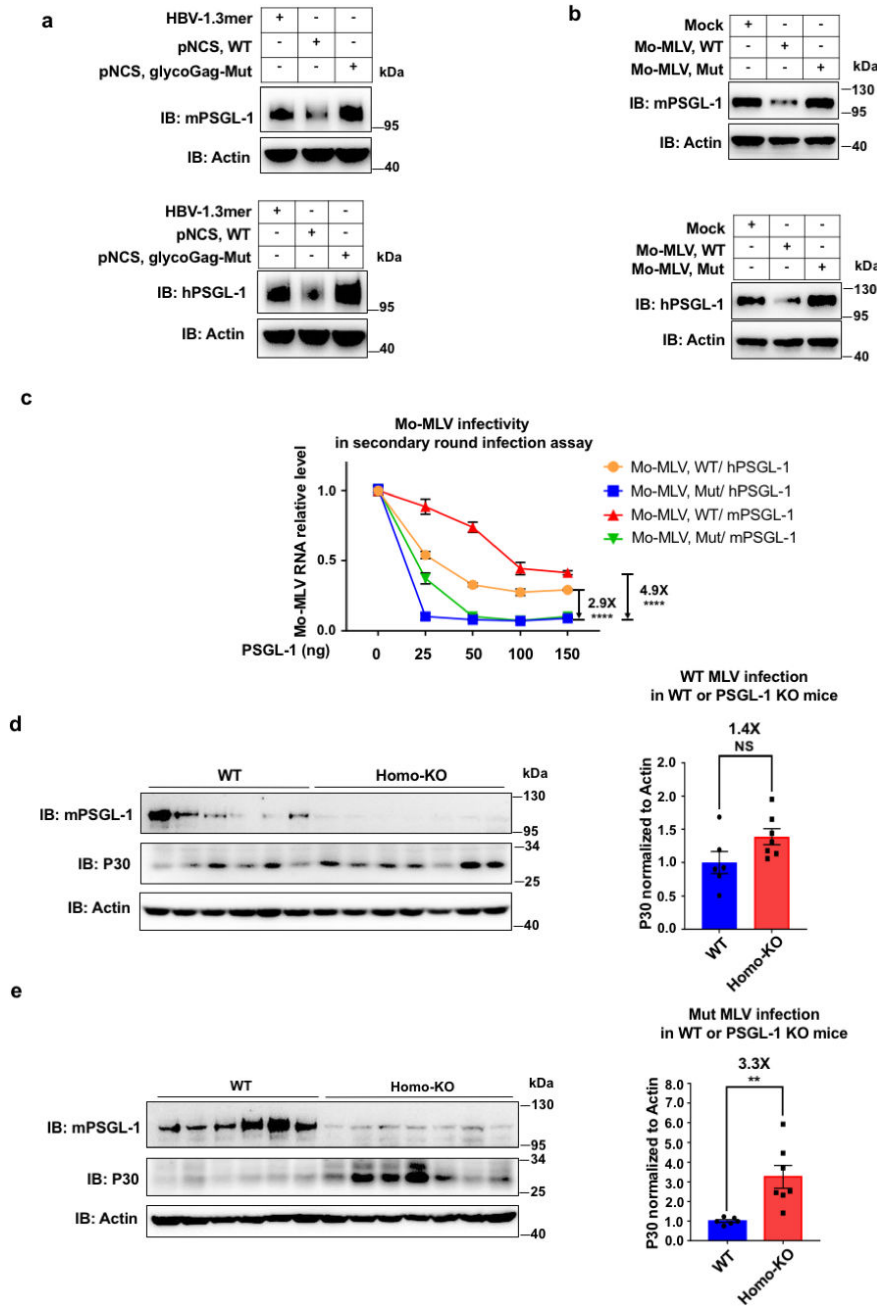 a
HBV-1.3mer + - -
pNCS, WT - + -
pNCS, glycoGag-Mut - - + kDa
IB: mPSGL-1
95
IB: Actin
40
HBV-1.3mer + - -
pNCS, WT - + -
pNCS, glycoGag-Mut - - + kDa
IB: hPSGL-1
95
IB: Actin
40
b
Mock + - -
Mo-MLV, WT - + -
Mo-MLV, Mut - - + kDa
130
IB: mPSGL-1
95
IB: Actin
40
Mock + - -
Mo-MLV, WT - + -
Mo-MLV, Mut - - + kDa
130
IB: hPSGL-1
95
IB: Actin
40
c
Mo-MLV infectivity
in secondary round infection assay
Mo-MLV RNA relative level
1.0
0.5
0.0
PSGL-1 (ng) 0 25 50 100 150
Mo-MLV, WT/ hPSGL-1
Mo-MLV, Mut/ hPSGL-1
Mo-MLV, WT/ mPSGL-1
Mo-MLV, Mut/ mPSGL-1
2.9X
****
4.9X
****
d
WT Homo-KO kDa
130
IB: mPSGL-1
95
34
IB: P30
25
IB: Actin
40
WT MLV infection
in WT or PSGL-1 KO mice
1.4X
NS
P30 normalized to Actin
2.5
2.0
1.5
1.0
0.5
0.0
WT
Homo-KO
e
WT Homo-KO kDa
130
IB: mPSGL-1
95
34
IB: P30
25
IB: Actin
40
Mut MLV infection
in WT or PSGL-1 KO mice
3.3X
**
P30 normalized to Actin
8.0
7.0
6.0
5.0
4.0
3.0
2.0
1.0
0.0
WT
Homo-KO